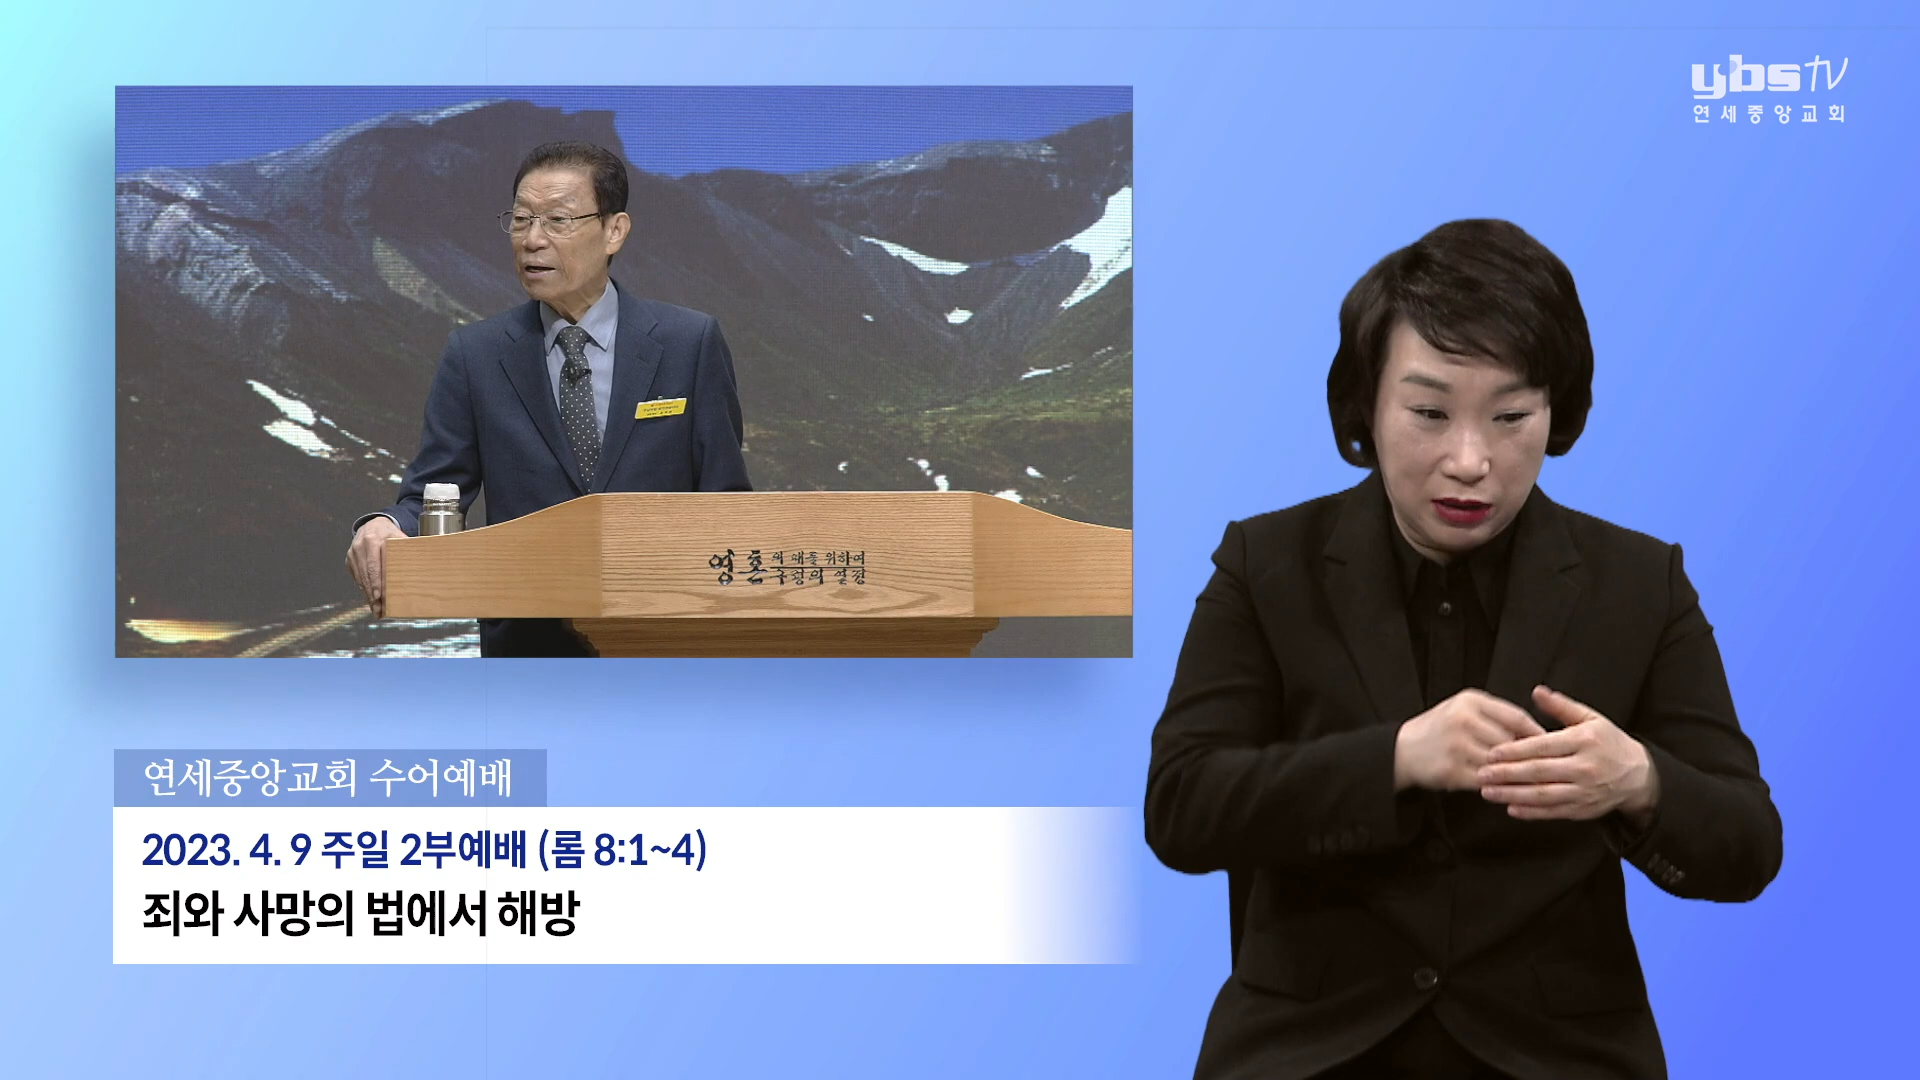 ybstv
연세중앙교회
영혼의 때를 위하여
구령의 열정
연세중앙교회 수어예배
2023. 4. 9 주일 2부예배 (롬 8:1~4)
죄와 사망의 법에서 해방